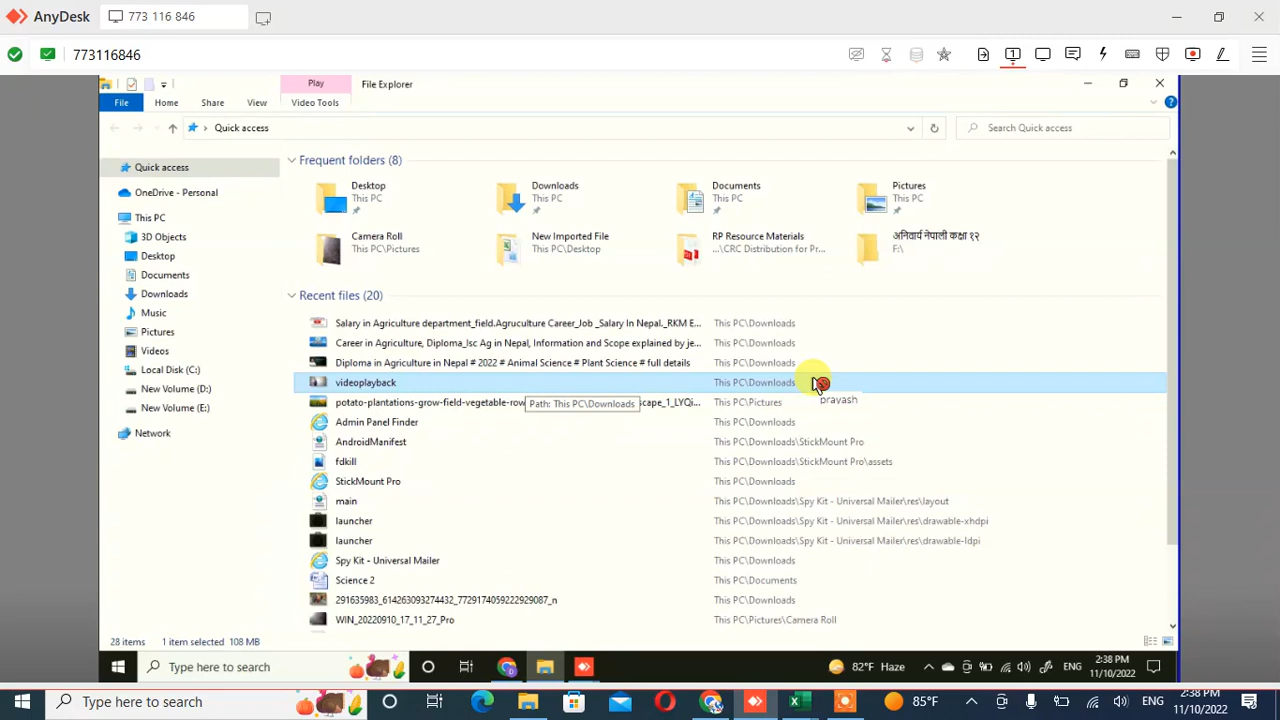 AnyDesk
773 116 846
773115846
Play
File Explorer
File
Home
Share
View
Video Tools
Quick access
Search Quick access
Quick access
OneDrive - Personal
This PC
3D Objects
Desktop
Documents
Downloads
Music
Pictures
Videos
Local Disk (C:)
New Volume (D:)
New Volume (E:)
Network
Frequent folders (8)
Desktop
This PC
Downloads
This PC
Documents
This PC
Pictures
This PC
Camera Roll
This PC\Pictures
New Imported File
This PC\Desktop
RP Resource Materials
...\CRC Distribution for Pr...
अनिवार्य नेपाली कक्षा १२
F:\
Recent files (20)
Salary in Agriculture department_field.Agruculture Career_Job _Salary In Nepal._RKM E... This PC\Downloads
Career in Agriculture, Diploma_Isc Ag in Nepal, Information and Scope explained by je... This PC\Downloads
Diploma in Agriculture in Nepal # 2022 # Animal Science # Plant Science # full details This PC\Downloads
videoplayback This PC\Downloads
prayash
potato-plantations-grow-field-vegetable-row Path: This PC\Downloads scape_1_LYQi... This PC\Pictures
Admin Panel Finder This PC\Downloads
AndroidManifest This PC\Downloads\StickMount Pro
fdkill This PC\Downloads\StickMount Pro\assets
StickMount Pro This PC\Downloads
main This PC\Downloads\Spy Kit - Universal Mailer\res\layout
launcher This PC\Downloads\Spy Kit - Universal Mailer\res\drawable-xhdpi
launcher This PC\Downloads\Spy Kit - Universal Mailer\res\drawable-ldpi
Spy Kit - Universal Mailer This PC\Downloads
Science 2 This PC\Documents
291635983_614263093274432_7729174059222929087_n This PC\Downloads
WIN_20220910_17_11_27_Pro This PC\Pictures\Camera Roll
28 items 1 item selected 108 MB
Type here to search
82°F Haze
ENG
2:38 PM
11/10/2022
Type here to search
85°F
ENG
2:38 PM
11/10/2022